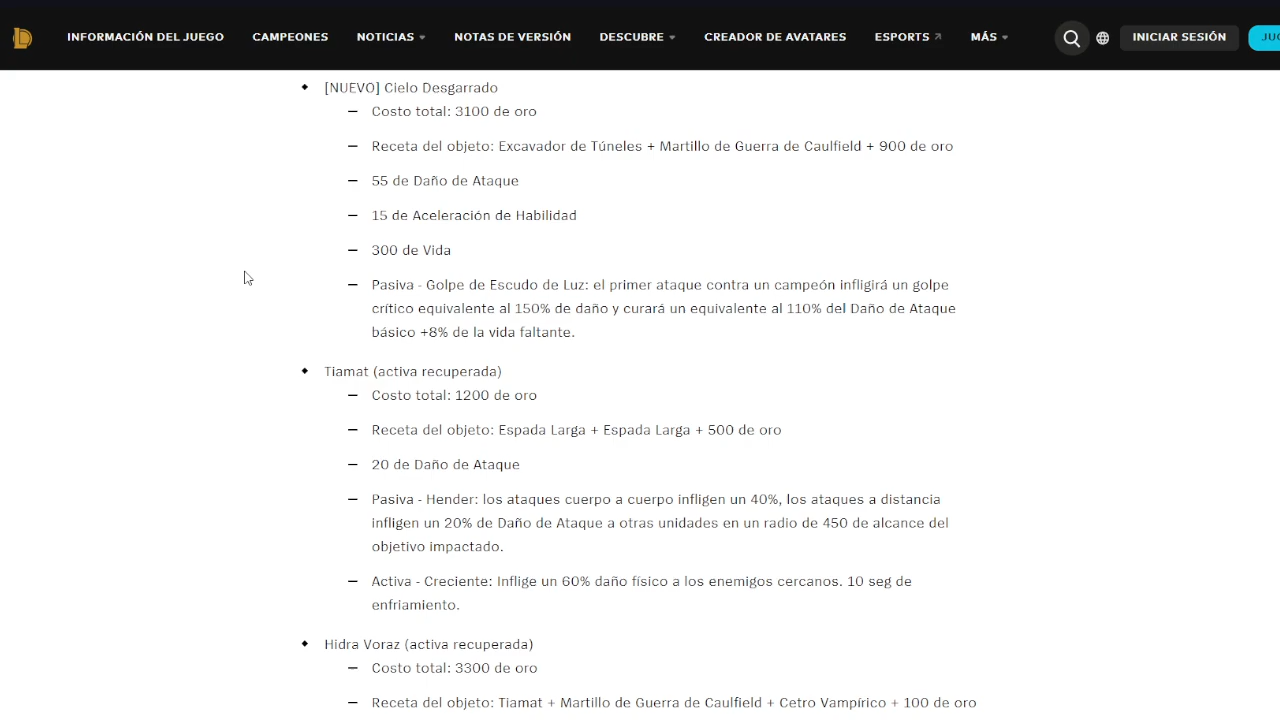 INFORMACIÓN DEL JUEGO CAMPEONES NOTICIAS NOTAS DE VERSIÓN DESCUBRE CREADOR DE AVATARES ESPORTS MÁS INICIAR SESIÓN
[NUEVO] Cielo Desgarrado
— Costo total: 3100 de oro
— Receta del objeto: Excavador de Túneles + Martillo de Guerra de Caulfield + 900 de oro
— 55 de Daño de Ataque
— 15 de Aceleración de Habilidad
— 300 de Vida
— Pasiva - Golpe de Escudo de Luz: el primer ataque contra un campeón infligirá un golpe
crítico equivalente al 150% de daño y curará un equivalente al 110% del Daño de Ataque
básico +8% de la vida faltante.
Tiamat (activa recuperada)
— Costo total: 1200 de oro
— Receta del objeto: Espada Larga + Espada Larga + 500 de oro
— 20 de Daño de Ataque
— Pasiva - Hender: los ataques cuerpo a cuerpo infligen un 40%, los ataques a distancia
infligen un 20% de Daño de Ataque a otras unidades en un radio de 450 de alcance del
objetivo impactado.
— Activa - Creciente: Inflige un 60% daño físico a los enemigos cercanos. 10 seg de
enfriamiento.
Hidra Voraz (activa recuperada)
— Costo total: 3300 de oro
— Receta del objeto: Tiamat + Martillo de Guerra de Caulfield + Cetro Vampírico + 100 de oro